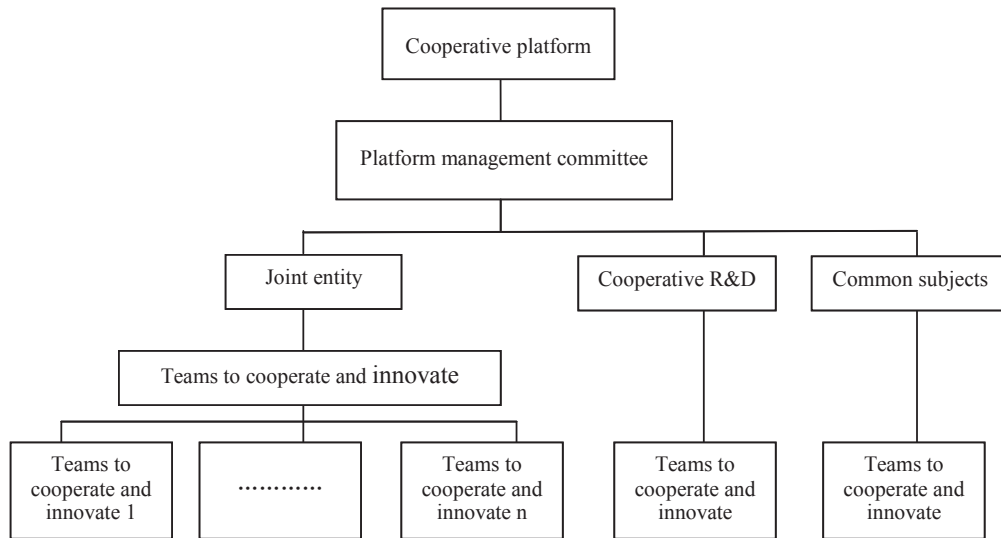 Cooperative platform
Platform management committee
Joint entity
Cooperative R&D
Common subjects
Teams to cooperate and innovate
Teams to
cooperate and
innovate 1
…………
Teams to
cooperate and
innovate n
Teams to
cooperate and
innovate
Teams to
cooperate and
innovate